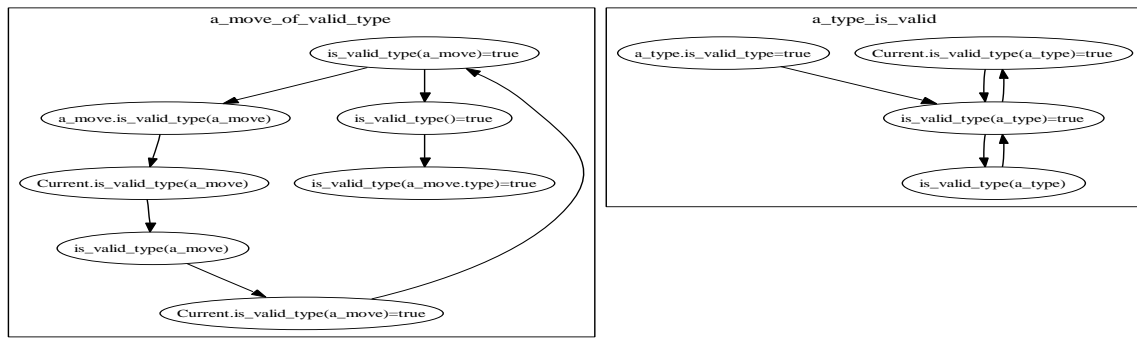 a_move_of_valid_type
is_valid_type(a_move)=true
a_move.is_valid_type(a_move)
is_valid_type()=true
Current.is_valid_type(a_move)
is_valid_type(a_move.type)=true
is_valid_type(a_move)
Current.is_valid_type(a_move)=true
a_type_is_valid
a_type.is_valid_type=true
Current.is_valid_type(a_type)=true
is_valid_type(a_type)=true
is_valid_type(a_type)